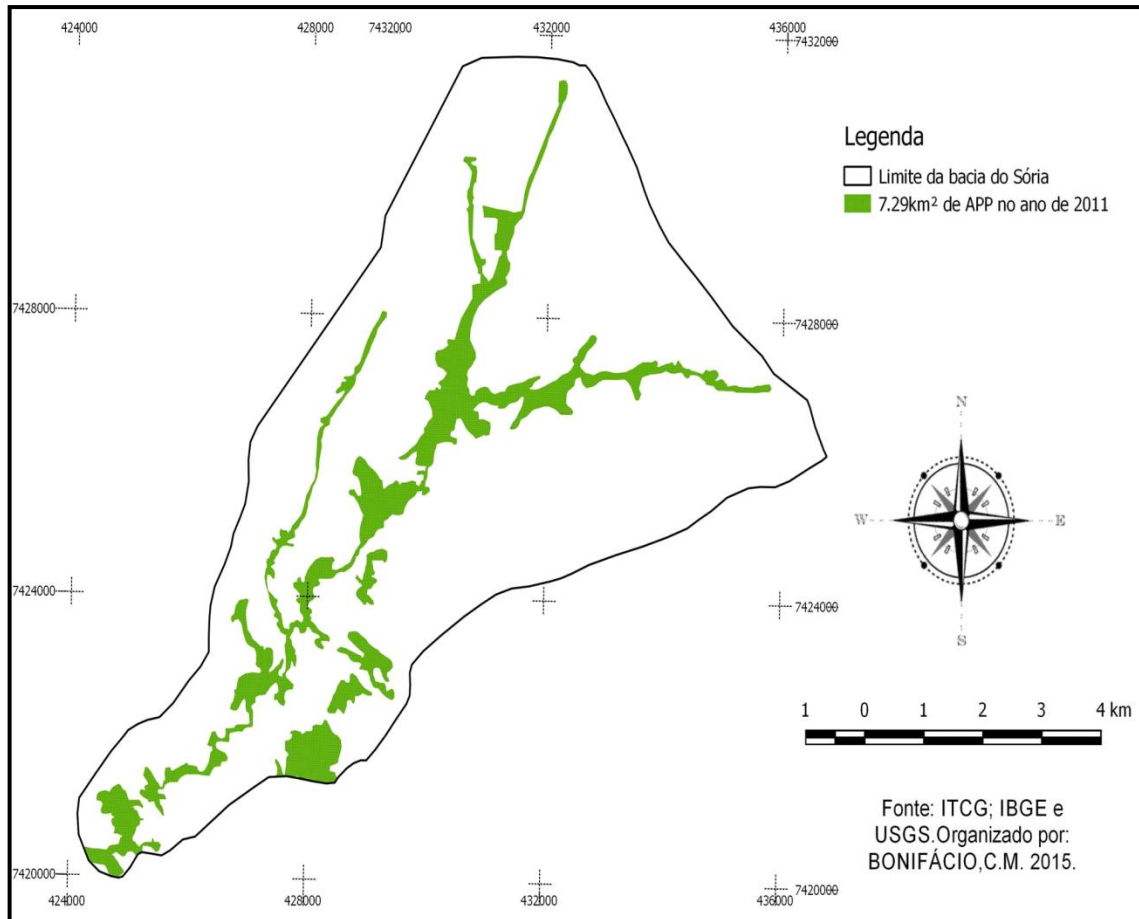 424000
428000
7432000
432000
436000
7432000
Legenda
Limite da bacia do Sória
7.29km² de APP no ano de 2011
7428000
7428000
N
W
E
S
7424000
7424000
1 0 1 2 3 4 km
Fonte: ITCG; IBGE e
USGS.Organizado por:
BONIFÁCIO,C.M. 2015.
7420000
7420000
424000
428000
432000
436000